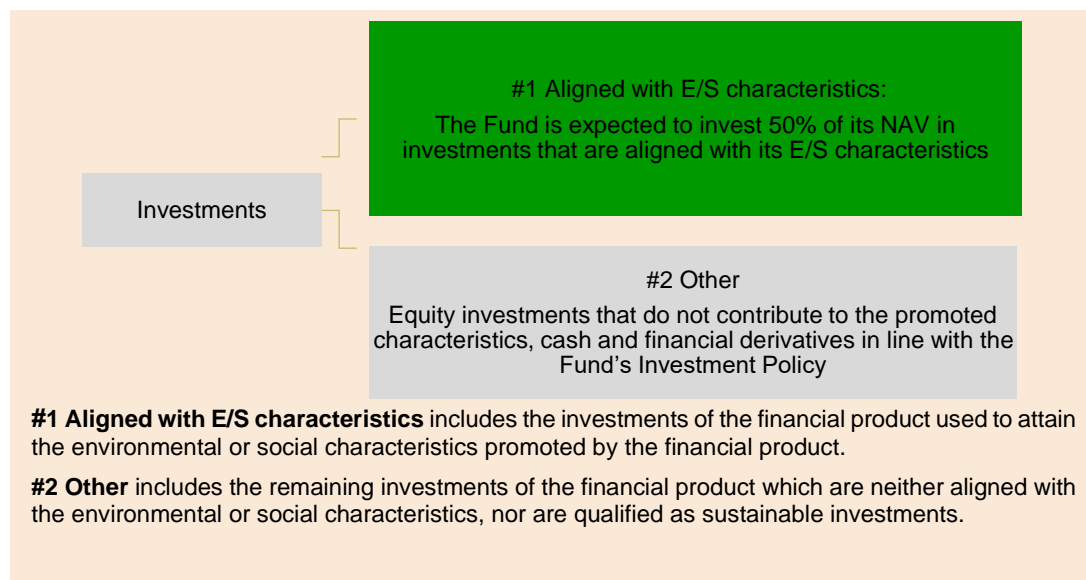 #1 Aligned with E/S characteristics:
The Fund is expected to invest 50% of its NAV in
investments that are aligned with its E/S characteristics
Investments
#2 Other
Equity investments that do not contribute to the promoted
characteristics, cash and financial derivatives in line with the
Fund's Investment Policy
#1 Aligned with E/S characteristics includes the investments of the financial product used to attain
the environmental or social characteristics promoted by the financial product.
#2 Other includes the remaining investments of the financial product which are neither aligned with
the environmental or social characteristics, nor are qualified as sustainable investments.